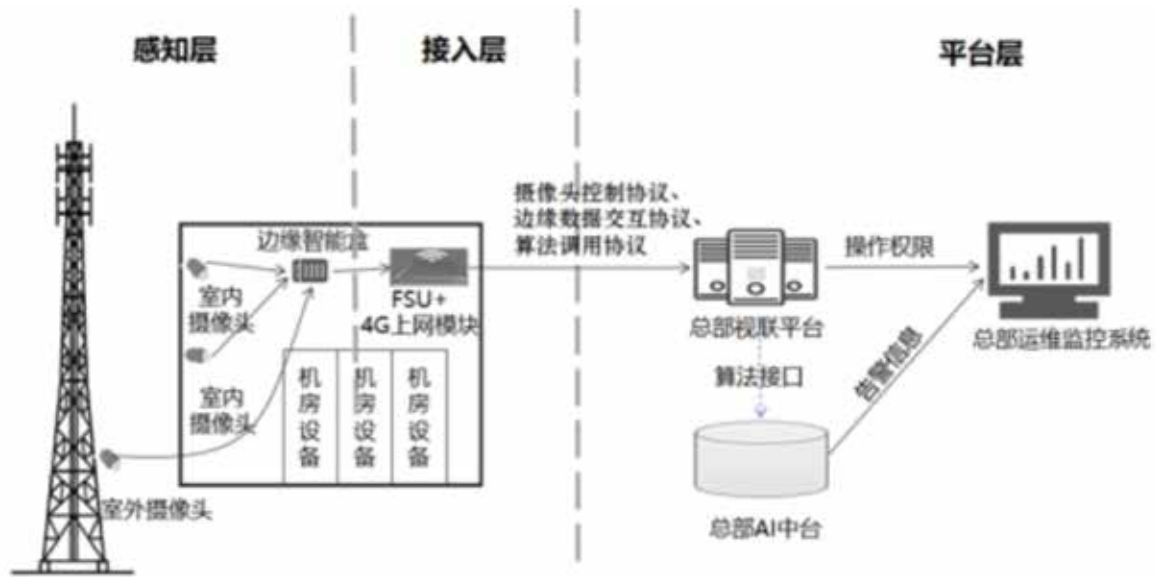 感知层
接入层
平台层
摄像头控制协议、
边缘数据交互协议、
算法调用协议
边缘智能盒
室内
摄像头
FSU+
4G上网模块
操作权限
总部视联平台
总部运维监控系统
算法接口
告警信息
室内
摄像头
机房设备
机房设备
机房设备
室外摄像头
总部AI中台